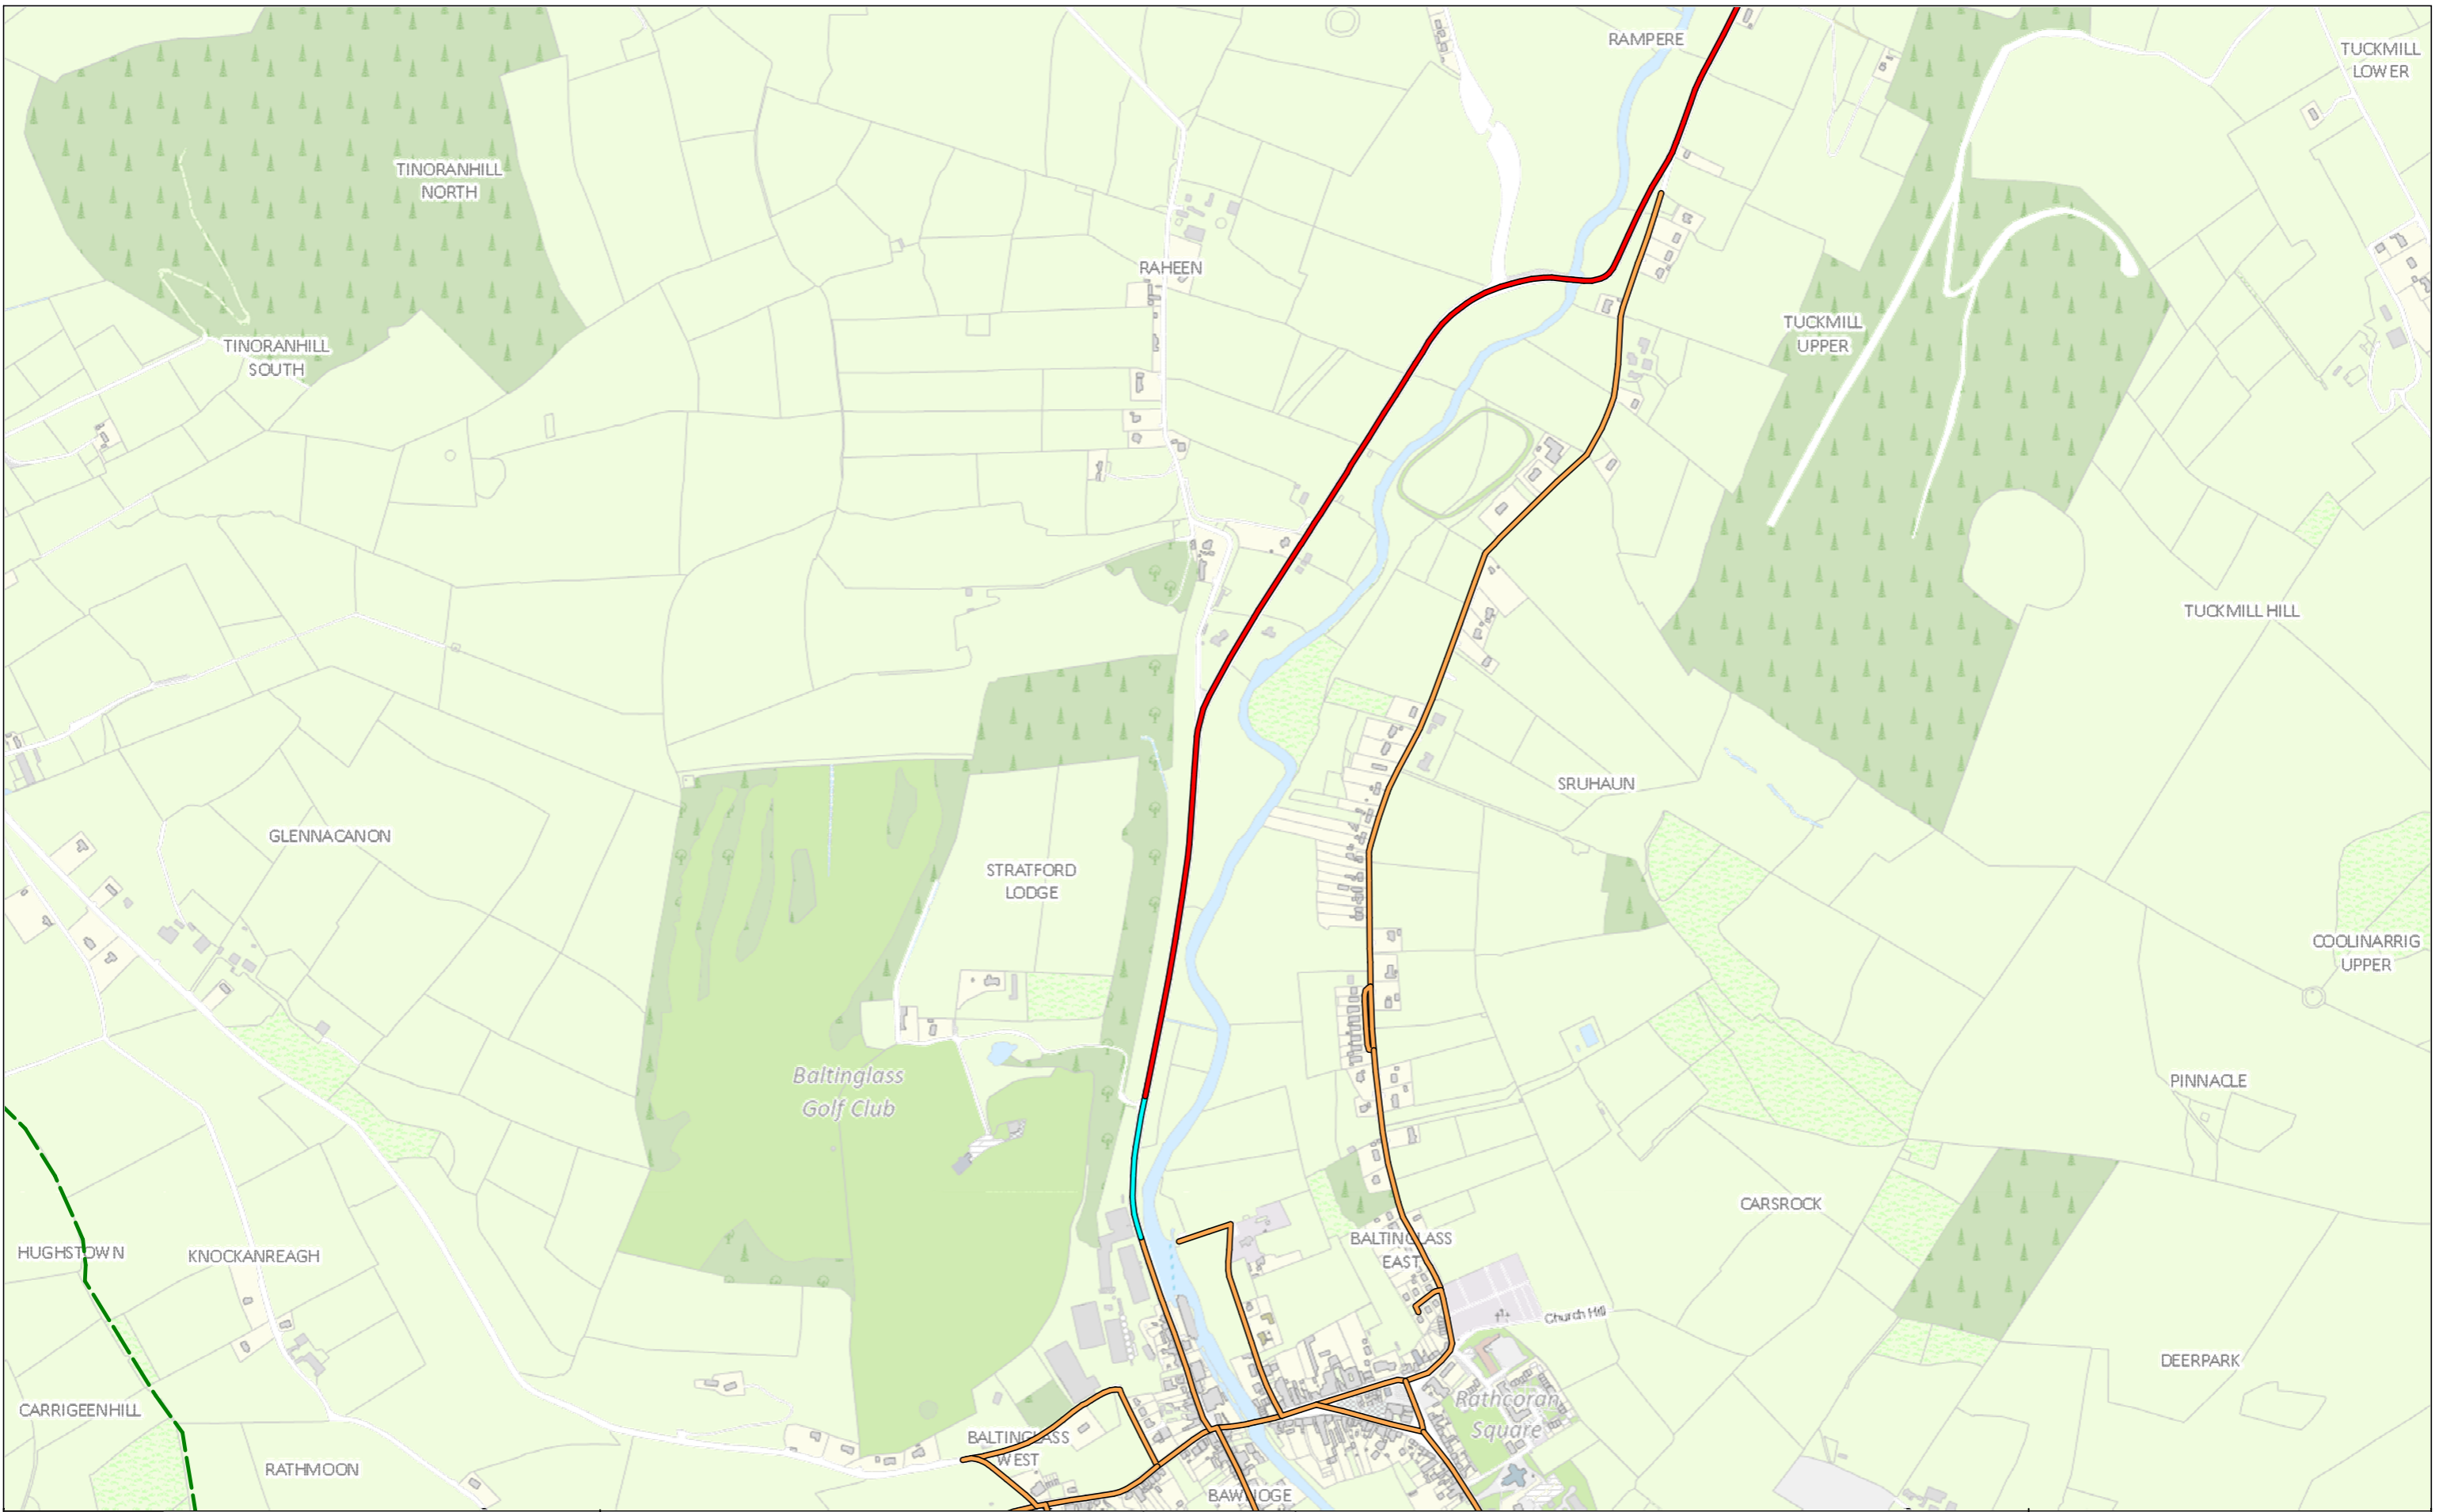 RAMPERE
TUCKMILL
LOWER
TINORANHILL
NORTH
RAHEEN
TUCKMILL
UPPER
TINORANHILL
SOUTH
TUCKMILL HILL
SRUHAUN
GLENNACANON
STRATFORD
LODGE
COOLINARRIG
UPPER
Baltinglass
Golf Club
PINNACLE
CARSROCK
HUGHSTOWN
KNOCKANREAGH
BALTINGLASS
EAST
Church Hill
DEERPARK
CARRIGEENHILL
Rathcoran
Square
BALTINGLASS
WEST
RATHMOON
BAWNOGE